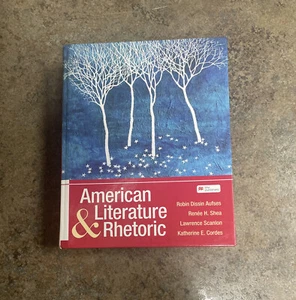 American
Literature
& Rhetoric
Robin Dissin Aufses
Renée H. Shea
Lawrence Scanlon
Katherine E. Cordes